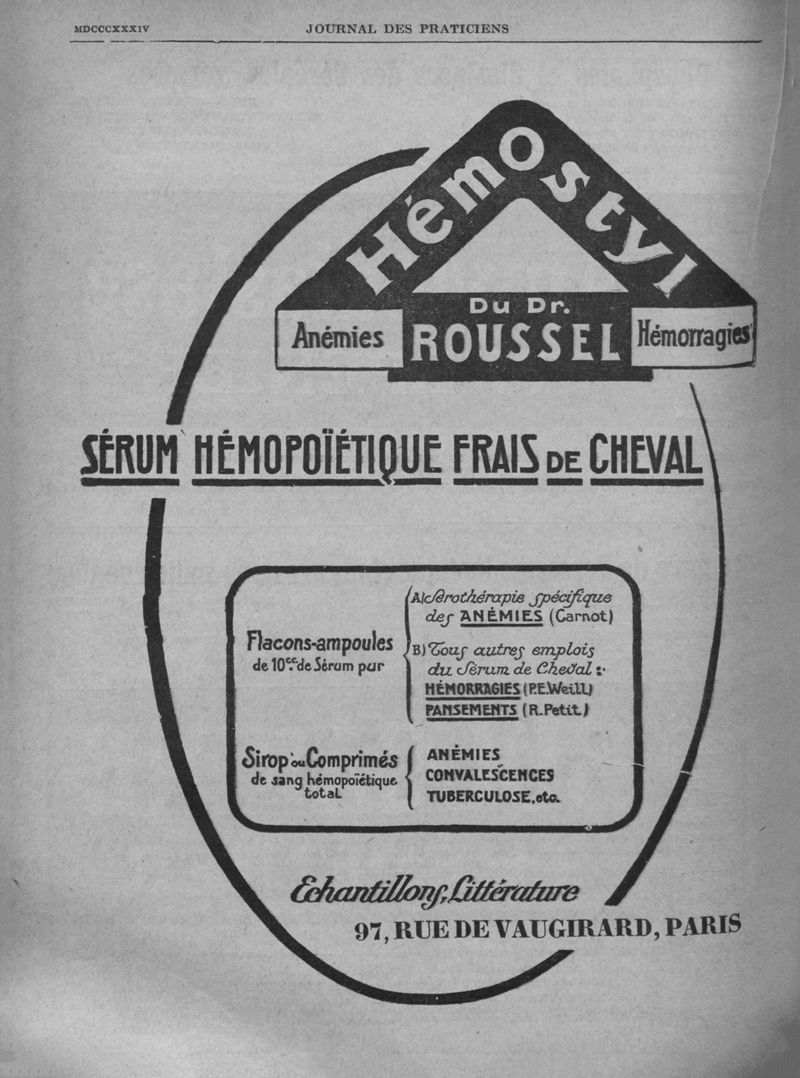 MDCCCXXXIV
JOURNAL DES PRATICIENS
Hémostyl
Du Dr.
ROUSSEL
Anémies
Hémorragies
SÉRUM HÉMOPOÏÉTIQUE FRAIS DE CHEVAL
Flacons-ampoules
de 10cc. de Sérum pur
A) Sérothérapie spécifique
des ANÉMIES (Carnot)
B) Tous autres emplois
du Sérum de Cheval :
HÉMORRAGIES (P.E.Weill)
PANSEMENTS (R.Petit)
Sirop ou Comprimés
de sang hémopoïétique
total
ANÉMIES
CONVALESCENCES
TUBERCULOSE, etc.
Echantillons, Littérature
97, RUE DE VAUGIRARD, PARIS